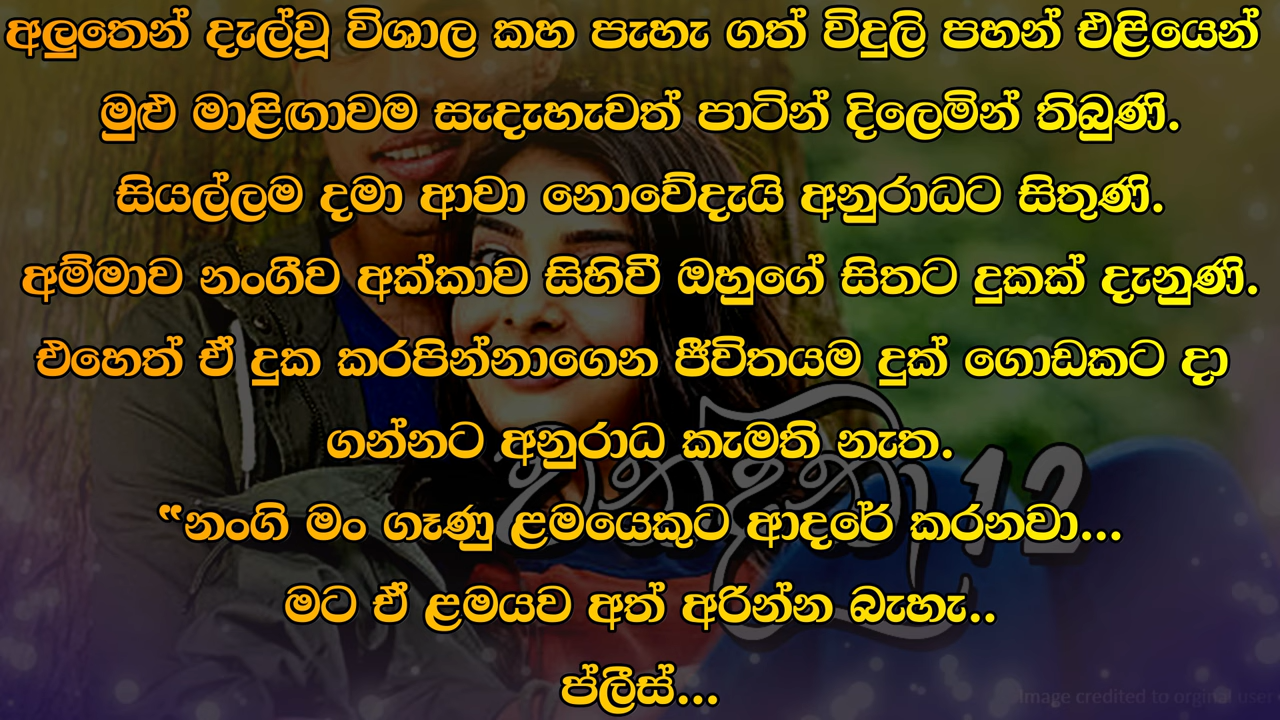 අලුතෙන් දැල්වූ විශාල කහ පැහැ ගත් විදුලි පහන් එළියෙන්
මුළු මාළිඟාවම සැදැහැවත් පාටින් දිලෙමින් තිබුණි.
සියල්ලම දමා ආවා නොවේදැයි අනුරාධට සිතුණි.
අම්මාව නංගීව අක්කාව සිහිවී ඔහුගේ සිතට දුකක් දැනුණි.
එහෙත් ඒ දුක කරපින්නාගෙන ජීවිතයම දුක් ගොඩකට දා
ගන්නට අනුරාධ කැමති නැත.
“නංගි මං ගෑණු ළමයෙකුට ආදරේ කරනවා...
මට ඒ ළමයව අත් අරින්න බැහැ..
ප්ලීස්...
12
Image credited to orginal user